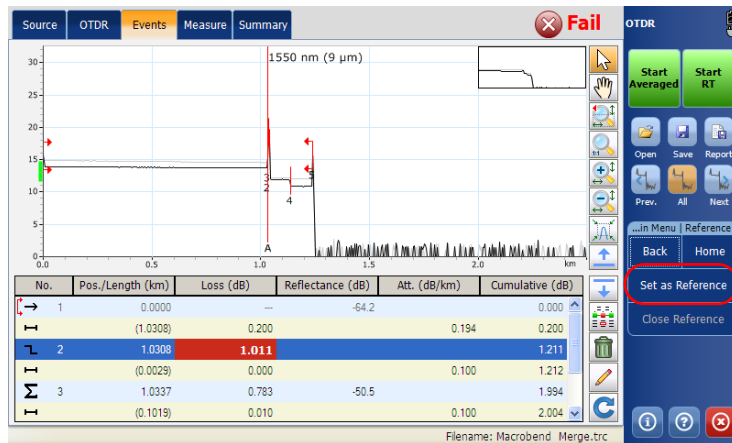 Source OTDR Events Measure Summary Fail OTDR
1550 nm (9 µm)
30
25
20
15
10
5
0
3
2
4
5
A
0.0 0.5 1.0 1.5 2.0 km
Start Averaged
Start RT
Open Save Report
Prev. All Next
...in Menu Reference
Back Home
Set as Reference
Close Reference
No. Pos./Length (km) Loss (dB) Reflectance (dB) Att. (dB/km) Cumulative (dB)
1 0.0000 --- -64.2 0.000
(1.0308) 0.200 0.194 0.200
2 1.0308 1.011 1.211
(0.0029) 0.000 0.100 1.212
Σ 3 1.0337 0.783 -50.5 1.994
(0.1019) 0.010 0.100 2.004
Filename: Macrobend Merge.trc